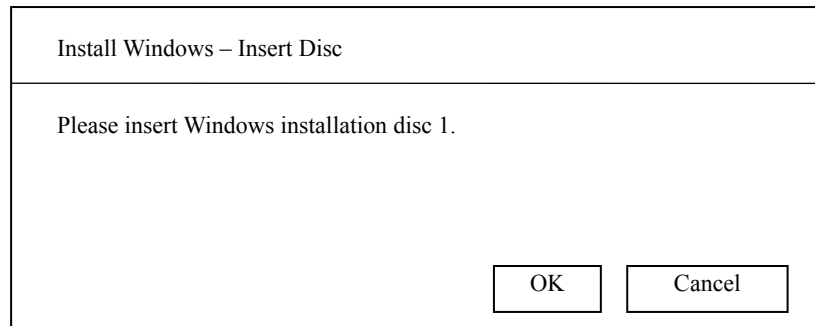 Install Windows – Insert Disc
Please insert Windows installation disc 1.
OK
Cancel